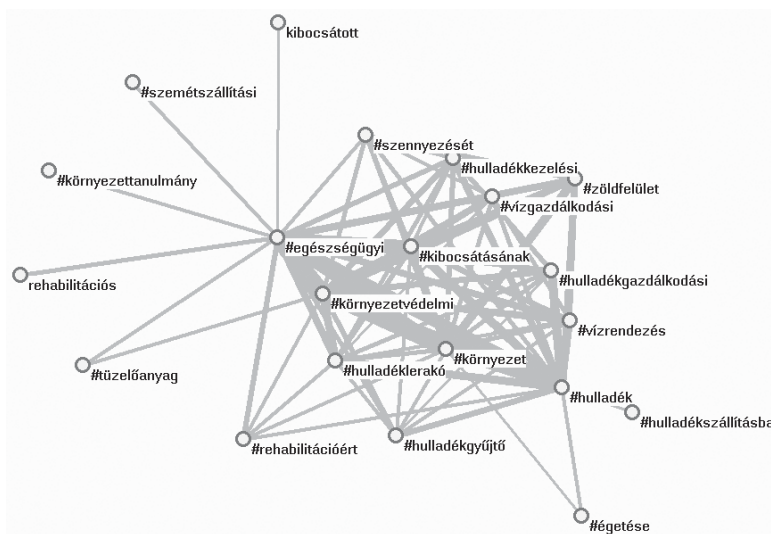 kibocsátott
#szemétszállítási
#szennyezését
#hulladékkezelési
#környezettanulmány
#zöldfelület
#vízgazdálkodási
#egészségügyi
#kibocsátásának
rehabilitációs
#hulladékgazdálkodási
#környezetvédelmi
#vízrendezés
#környezet
#hulladéklerakó
#tüzelőanyag
#hulladék
#hulladékszállításba
#rehabilitációért
#hulladékgyűjtő
#égetése